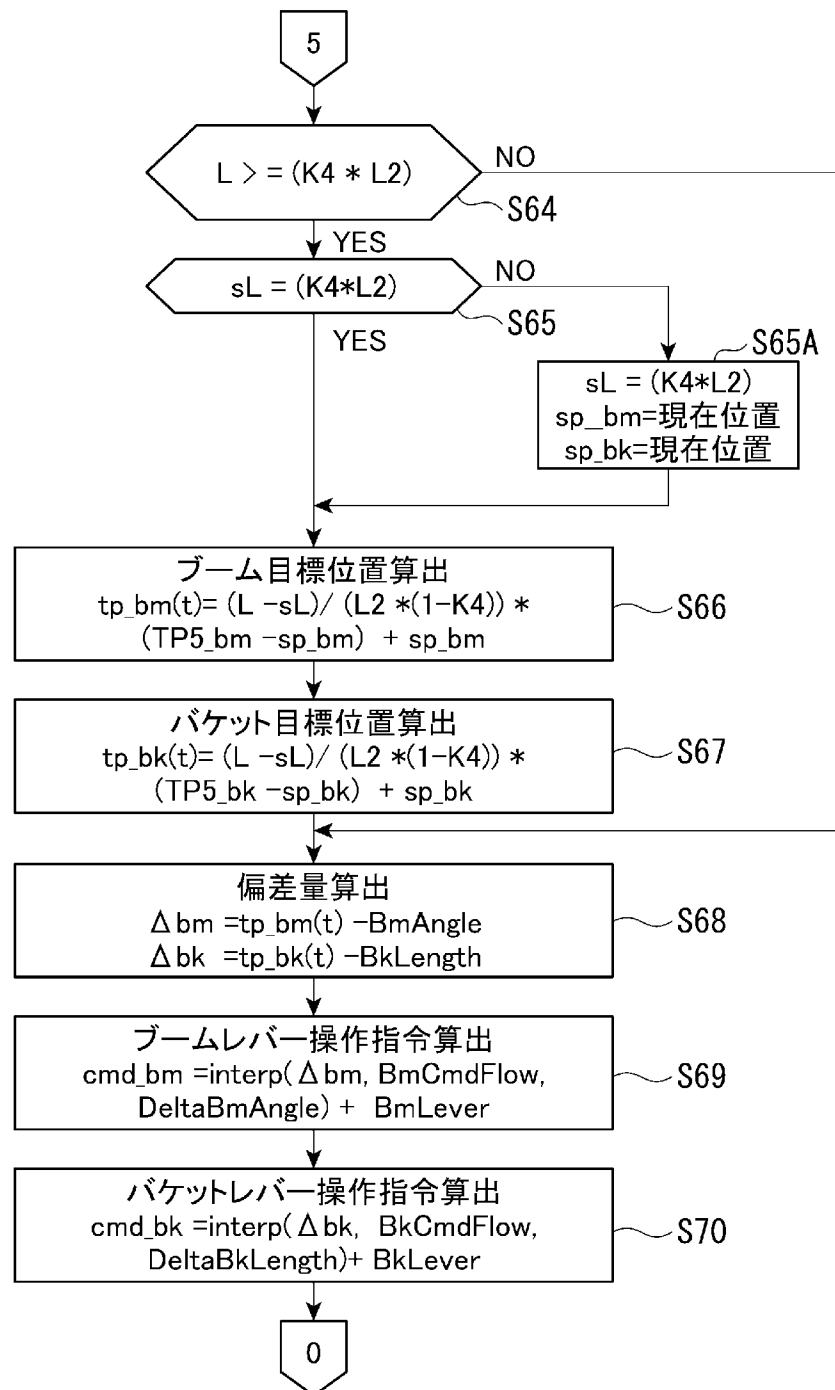 5
L > = (K4 * L2)
NO
S64
YES
sL = (K4*L2)
NO
S65
YES
S65A
sL = (K4*L2)
sp_bm=現在位置
sp_bk=現在位置
ブーム目標位置算出
tp_bm(t)= (L -sL)/ (L2 *(1-K4)) *
(TP5_bm -sp_bm) + sp_bm
S66
バケット目標位置算出
tp_bk(t)= (L -sL)/ (L2 *(1-K4)) *
(TP5_bk -sp_bk) + sp_bk
S67
偏差量算出
Δbm =tp_bm(t) -BmAngle
Δbk =tp_bk(t) -BkLength
S68
ブームレバー操作指令算出
cmd_bm =interp(Δbm, BmCmdFlow,
DeltaBmAngle) + BmLever
S69
バケットレバー操作指令算出
cmd_bk =interp(Δbk, BkCmdFlow,
DeltaBkLength)+ BkLever
S70
0